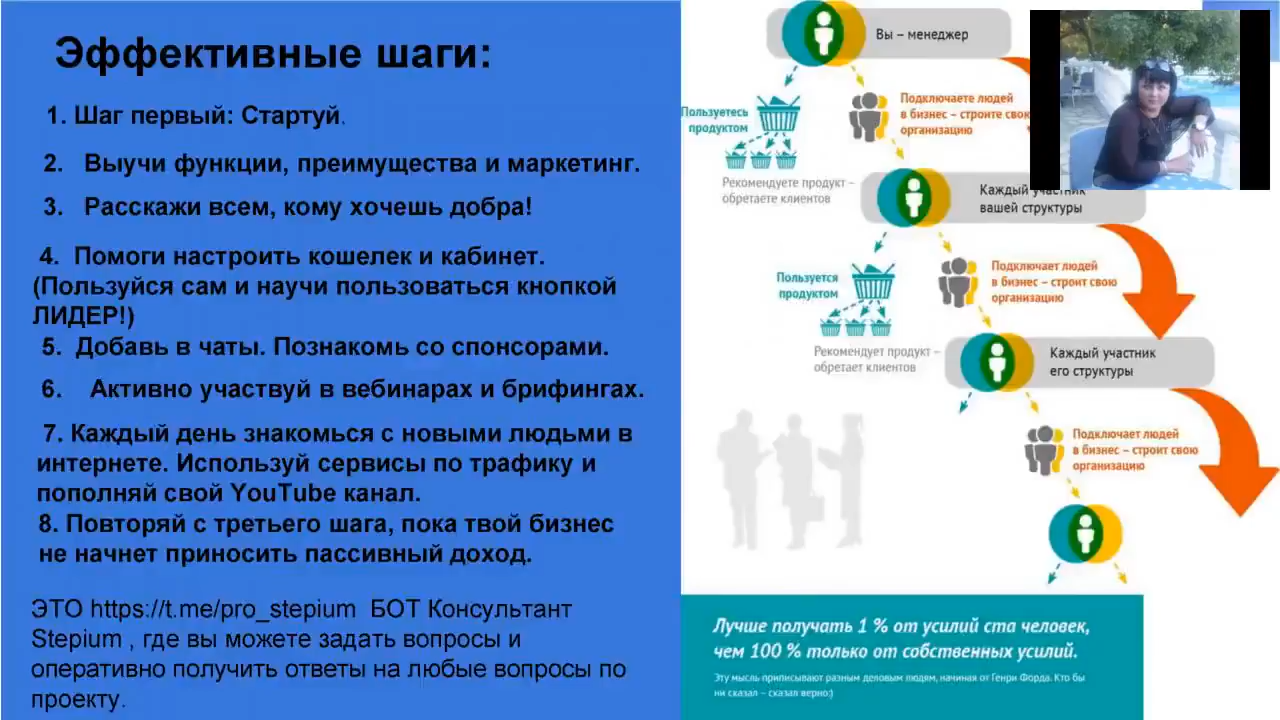 Эффективные шаги:
1. Шаг первый: Стартуй.
2. Выучи функции, преимущества и маркетинг.
3. Расскажи всем, кому хочешь добра!
4. Помоги настроить кошелек и кабинет.
(Пользуйся сам и научи пользоваться кнопкой
ЛИДЕР!)
5. Добавь в чаты. Познакомь со спонсорами.
6. Активно участвуй в вебинарах и брифингах.
7. Каждый день знакомься с новыми людьми в
интернете. Используй сервисы по трафику и
пополняй свой YouTube канал.
8. Повторяй с третьего шага, пока твой бизнес
не начнет приносить пассивный доход.
ЭТО https://t.me/pro_stepium БОТ Консультант
Stepium , где вы можете задать вопросы и
оперативно получить ответы на любые вопросы по
проекту.
Вы – менеджер
Пользуетесь
продуктом
Подключаете людей
в бизнес – строите свою
организацию
Рекомендуете продукт –
обретаете клиентов
Каждый участник
вашей структуры
Пользуется
продуктом
Подключает людей
в бизнес – строит свою
организацию
Рекомендует продукт –
обретает клиентов
Каждый участник
его структуры
Подключает людей
в бизнес – строит свою
организацию
Лучше получать 1 % от усилий ста человек,
чем 100 % только от собственных усилий.
Эту мысль приписывают разным деловым людям, начиная от Генри Форда. Кто бы
ни сказал – сказал верно:)